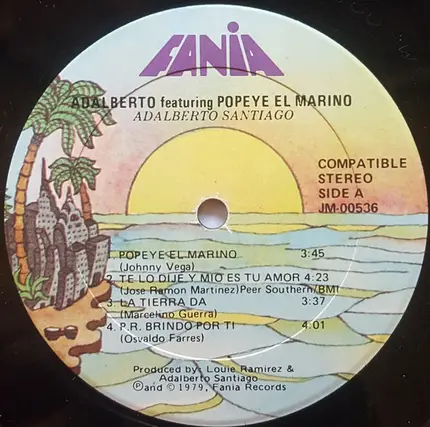 FANIA
ADALBERTO featuring POPEYE EL MARINO
ADALBERTO SANTIAGO
COMPATIBLE
STEREO
SIDE A
JM-00536
1. POPEYE EL MARINO 3:45
(Johnny Vega)
2. TE LO DIJE Y MIO ES TU AMOR 4:23
(Jose Ramon Martinez) Peer Southern/BMI
3. LA TIERRA DA 3:37
(Marcelino Guerra)
4. P.R. BRINDO POR TI 4:01
(Osvaldo Farres)
Produced by: Louie Ramirez &
Adalberto Santiago
Ⓟand © 1979, Fania Records